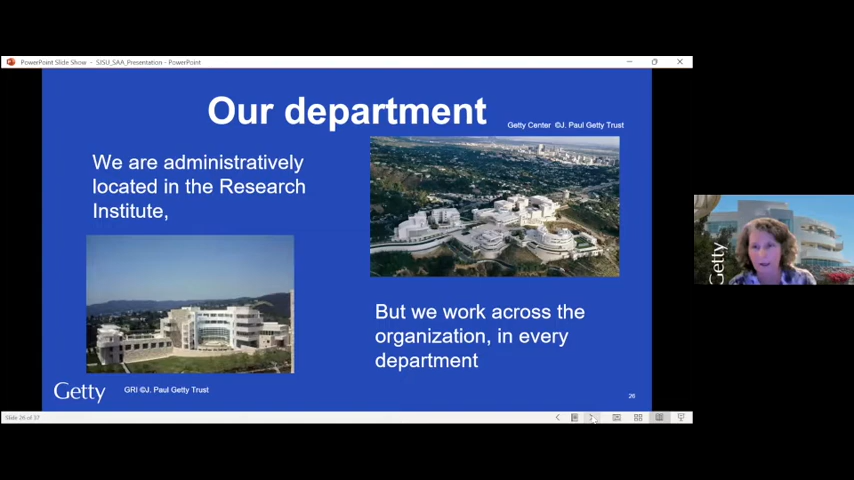 PowerPoint Slide Show - SISU_SAA_Presentation - PowerPoint
Our department
Getty Center ©J. Paul Getty Trust
We are administratively
located in the Research
Institute,
But we work across the
organization, in every
department
Getty
GRI ©J. Paul Getty Trust
26
Slide 26 of 37
Getty